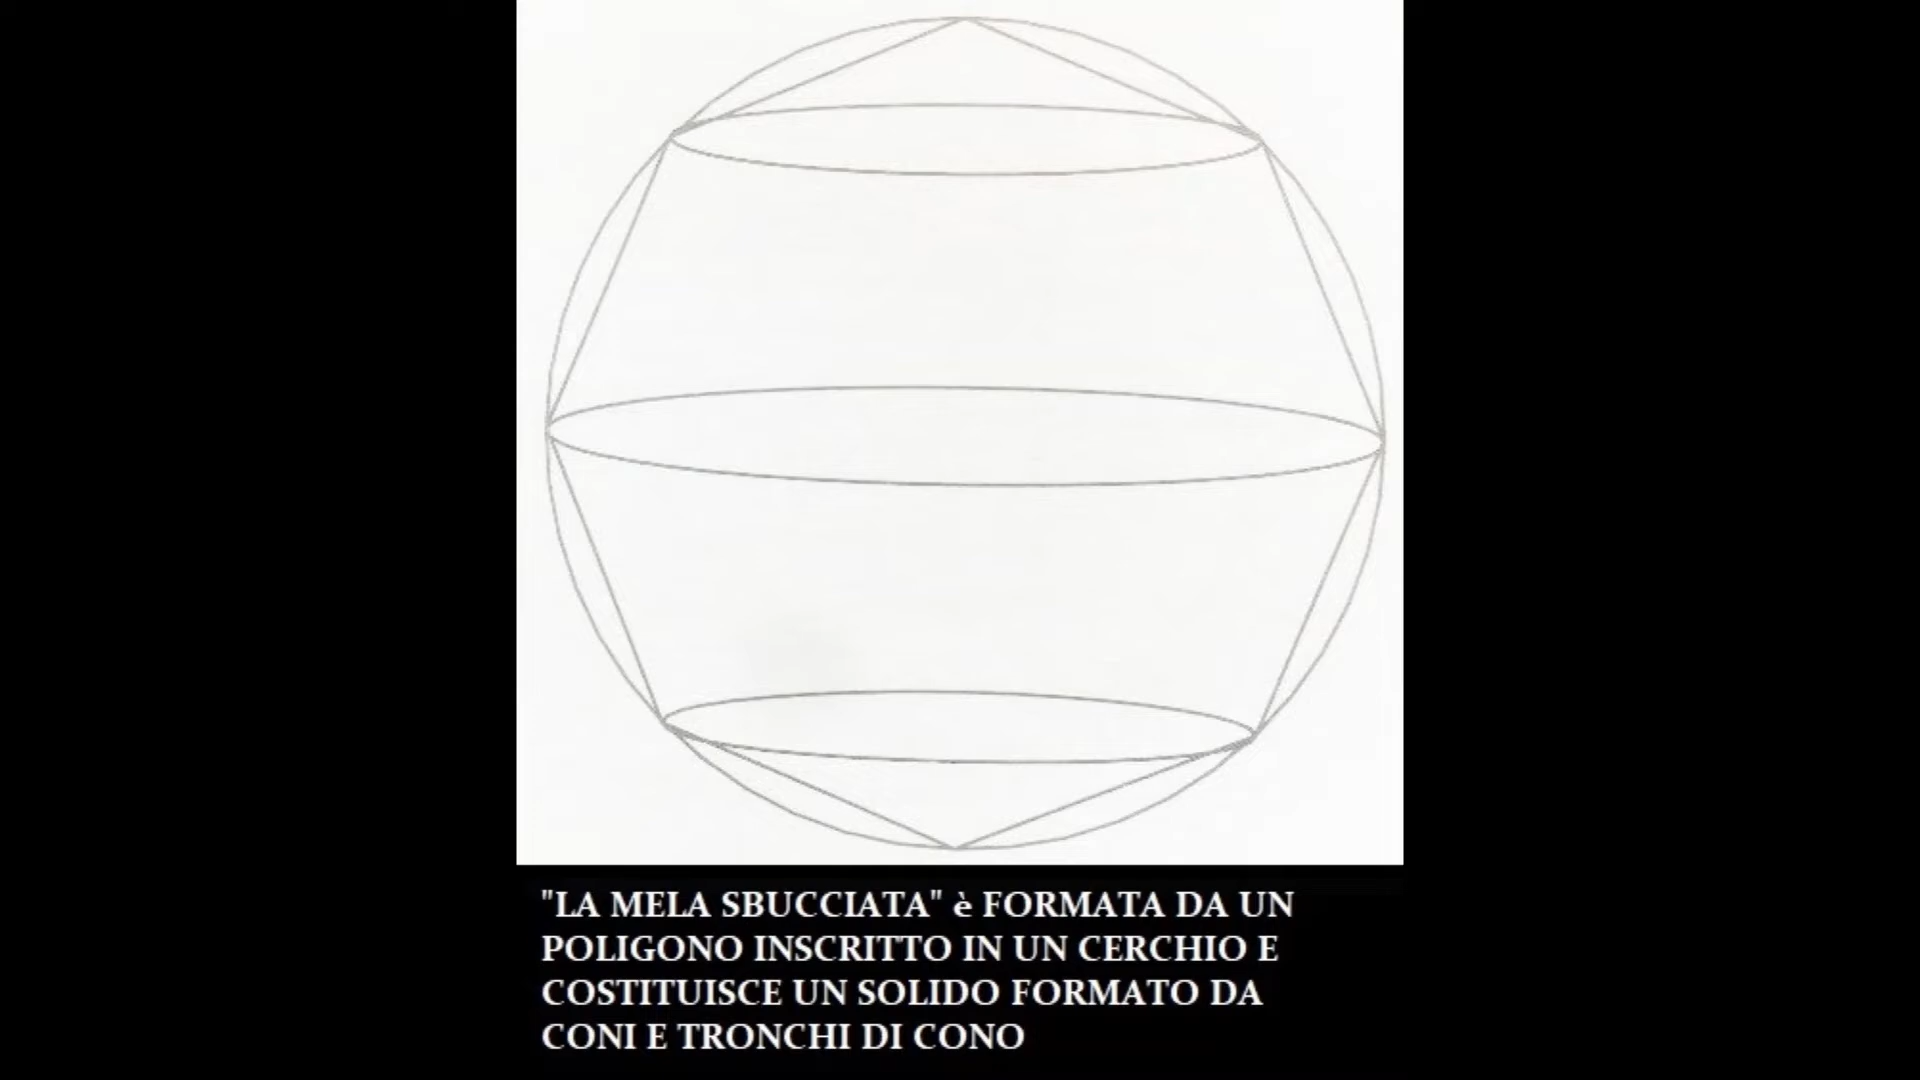 "LA MELA SBUCCIATA" è FORMATA DA UN
POLIGONO INSCRITTO IN UN CERCHIO E
COSTITUISCE UN SOLIDO FORMATO DA
CONI E TRONCHI DI CONO